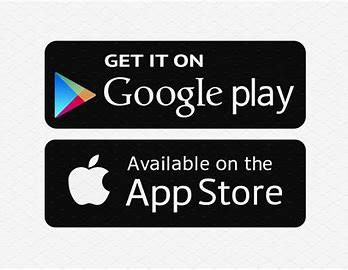 GET IT ON
Google play
Available on the
App Store